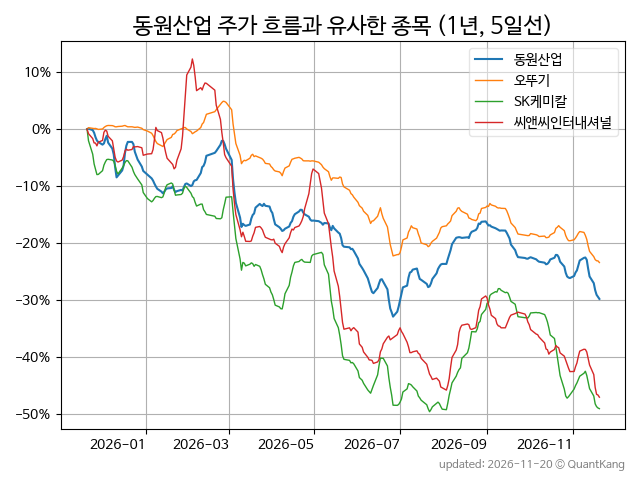 동원산업 주가 흐름과 유사한 종목 (1년, 5일선)
동원산업
오뚜기
SK케미칼
씨앤씨인터내셔널
10%
0%
−10%
−20%
−30%
−40%
−50%
2026-01 2026-03 2026-05 2026-07 2026-09 2026-11
updated: 2026-11-20 © QuantKang